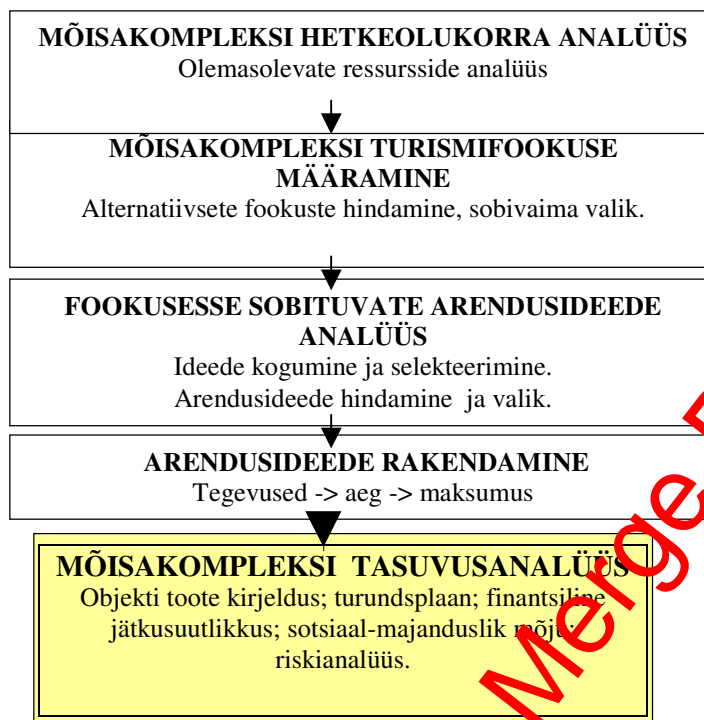 MÕISAKOMPLEKSI HETKEOLUKORRA ANALÜÜS
Olemasolevate ressursside analüüs
MÕISAKOMPLEKSI TURISMIFOOKUSE
MÄÄRAMINE
Alternatiivsete fookuste hindamine, sobivaima valik.
FOOKUSESSE SOBITUVATE ARENDUSIDEEDE
ANALÜÜS
Ideede kogumine ja selekteerimine.
Arendusideede hindamine ja valik.
ARENDUSIDEEDE RAKENDAMINE
Tegevused -> aeg -> maksumus
MÕISAKOMPLEKSI TASUVUSANALÜÜS
Objekti toote kirjeldus; turundsplaan; finantsiline
jätkusuutlikkus; sotsiaal-majanduslik mõju;
riskianalüüs.
Merge